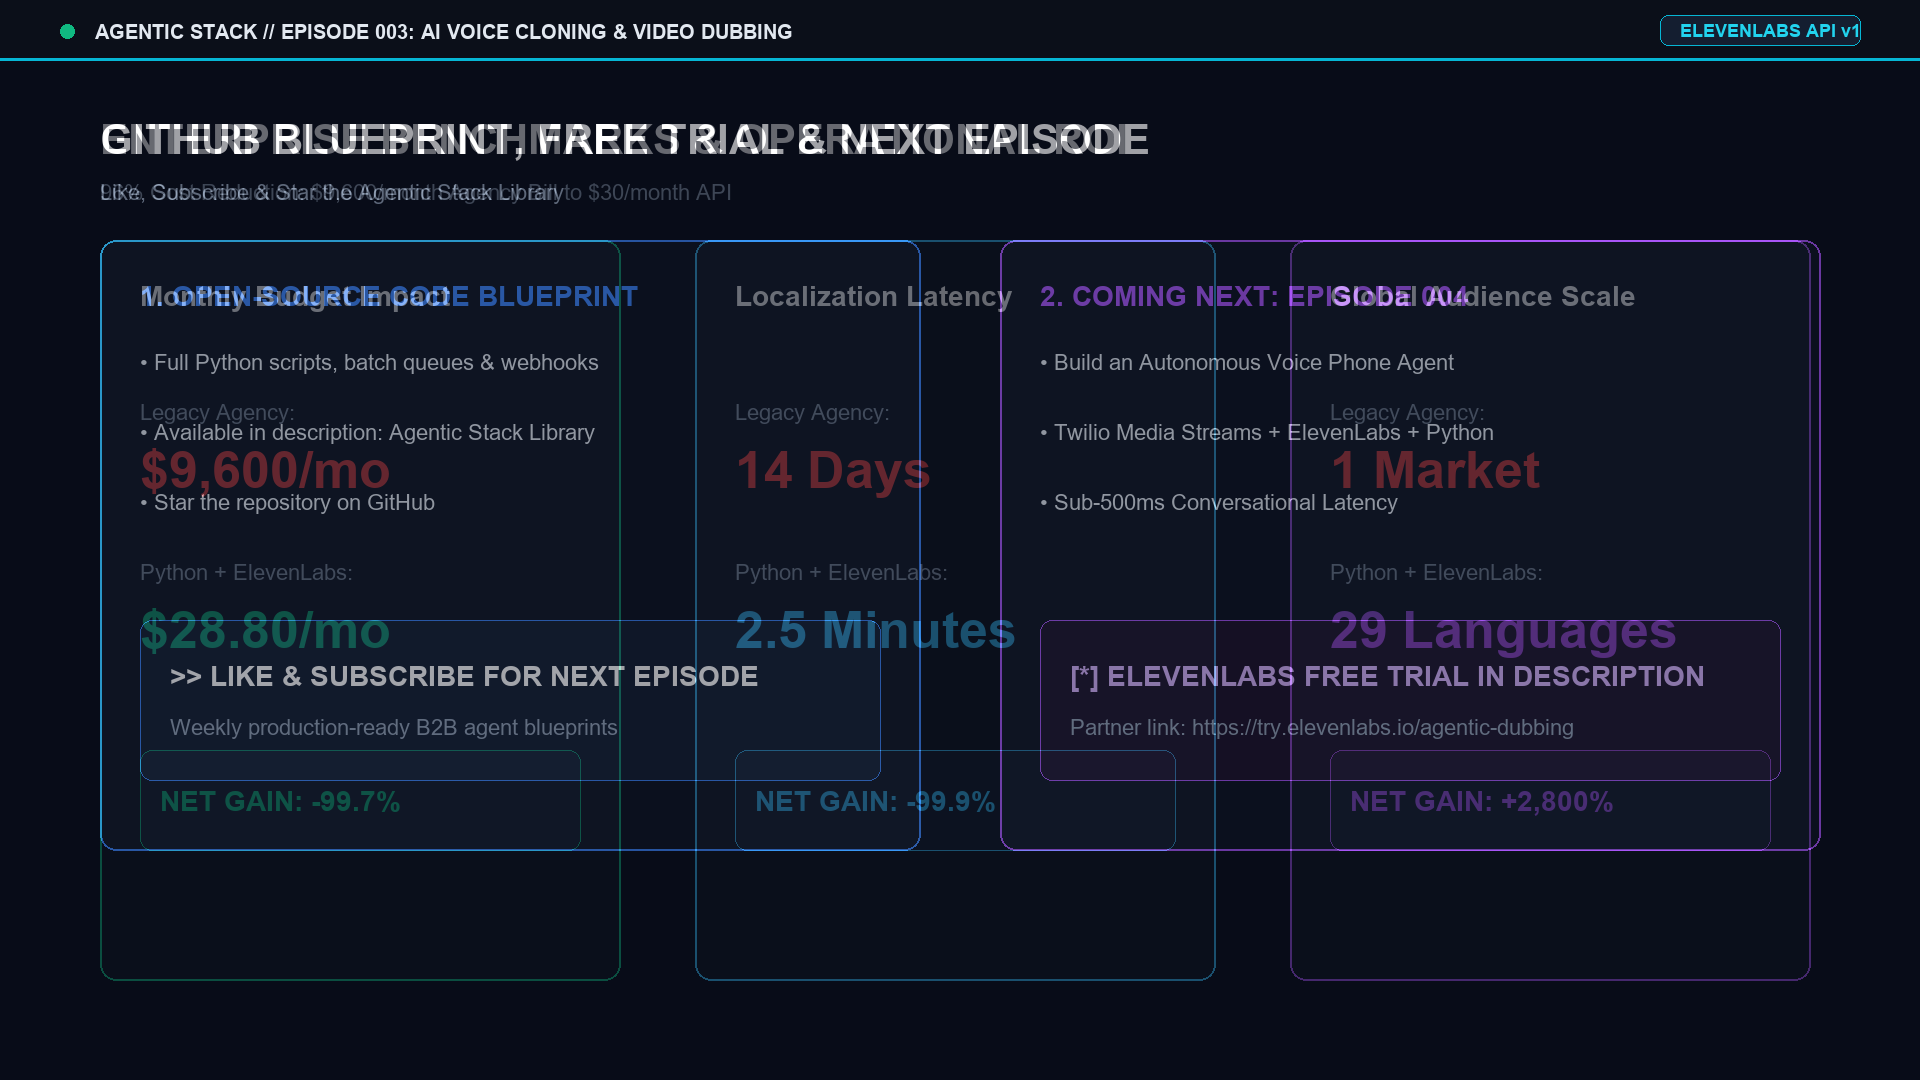 AGENTIC STACK // EPISODE 003: AI VOICE CLONING & VIDEO DUBBING
ELEVENLABS API v1
GITHUB BLUEPRINT, FREE TRIAL & NEXT EPISODE
Like, Subscribe & Star the Agentic Stack Library
to $30/month API
Monthly Budget Impact
1. OPEN-SOURCE CODE BLUEPRINT
Localization Latency
2. COMING NEXT: EPISODE 004
Global Audience Scale
• Full Python scripts, batch queues & webhooks
• Build an Autonomous Voice Phone Agent
Legacy Agency:
Legacy Agency:
Legacy Agency:
• Available in description: Agentic Stack Library
• Twilio Media Streams + ElevenLabs + Python
$9,600/mo
14 Days
1 Market
• Star the repository on GitHub
• Sub-500ms Conversational Latency
Python + ElevenLabs:
Python + ElevenLabs:
Python + ElevenLabs:
$28.80/mo
2.5 Minutes
29 Languages
>> LIKE & SUBSCRIBE FOR NEXT EPISODE
[*] ELEVENLABS FREE TRIAL IN DESCRIPTION
Weekly production-ready B2B agent blueprints
Partner link: https://try.elevenlabs.io/agentic-dubbing
NET GAIN: -99.7%
NET GAIN: -99.9%
NET GAIN: +2,800%